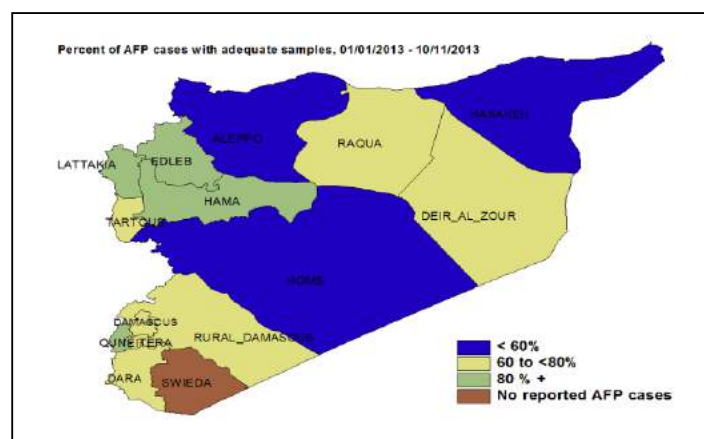 Percent of AFP cases with adequate samples, 01/01/2013 - 10/11/2013
HASAKEH
ALEPPO
RAQUA
LATTAKIA
EDLEB
HAMA
DEIR_AL_ZOUR
TARTOUS
HOMS
DAMASCUS
RURAL_DAMASCUS
QUNEITERA
DARA
SWIEDA
< 60%
60 to <80%
80 % +
No reported AFP cases